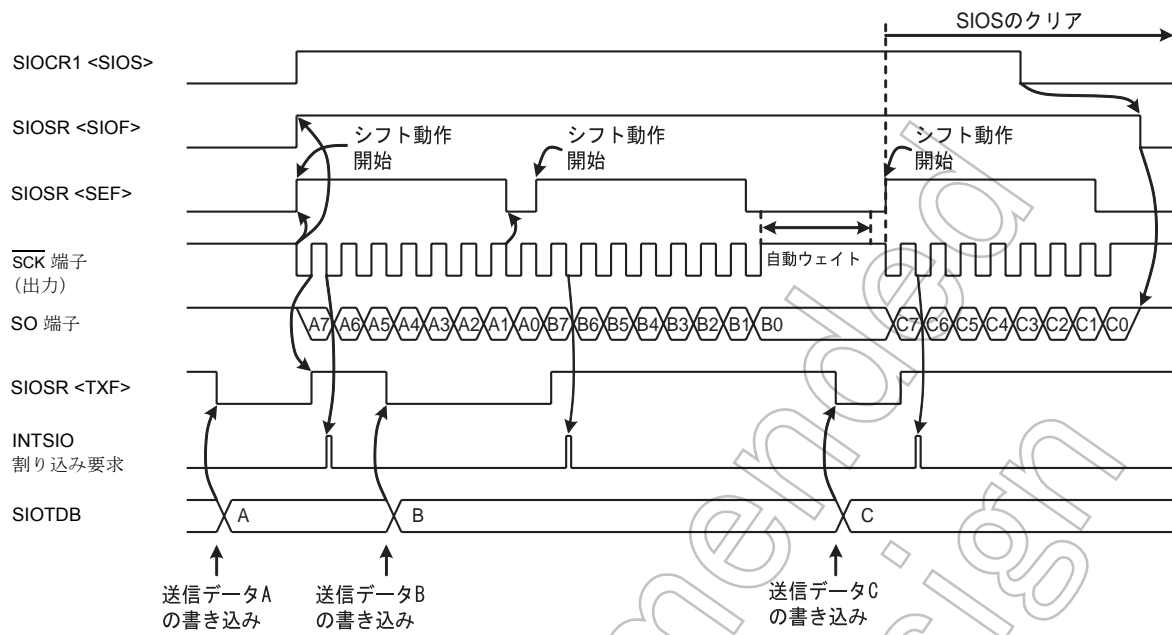 SIOSのクリア
SIOCR1 <SIOS>
SIOSR <SIOF>
シフト動作
開始
シフト動作
開始
シフト動作
開始
SIOSR <SEF>
SCK 端子
(出力)
自動ウェイト
SO 端子
A7 A6 A5 A4 A3 A2 A1 A0 B7 B6 B5 B4 B3 B2 B1 B0 C7 C6 C5 C4 C3 C2 C1 C0
SIOSR <TXF>
INTSIO
割り込み要求
SIOTDB
A B C
送信データA
の書き込み
送信データB
の書き込み
送信データC
の書き込み
mended
sign